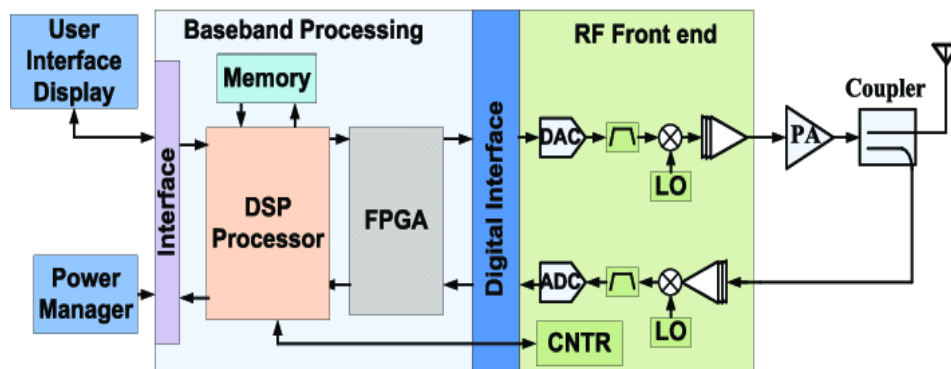 User
Interface
Display
Baseband Processing
RF Front end
Memory
Coupler
Interface
DSP
Processor
FPGA
Digital Interface
DAC
LO
PA
Power
Manager
ADC
LO
CNTR